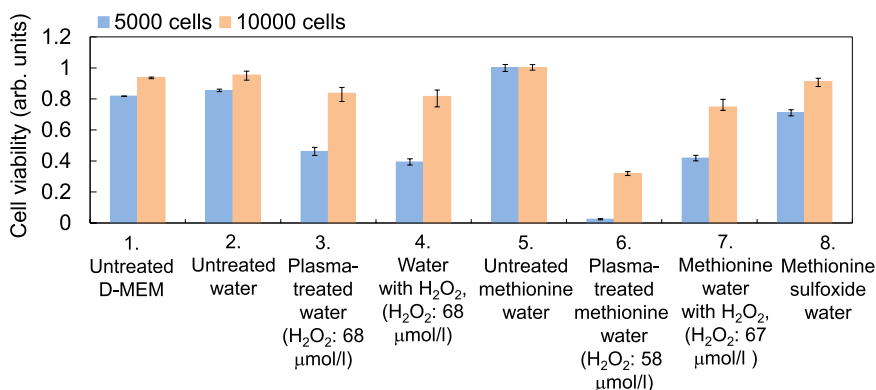 5000 cells 10000 cells
Cell viability (arb. units)
1.2
1
0.8
0.6
0.4
0.2
0
1.
Untreated
D-MEM
2.
Untreated
water
3.
Plasma-
treated
water
(H₂O₂: 68
μmol/l)
4.
Water
with H₂O₂,
(H₂O₂: 68
μmol/l)
5.
Untreated
methionine
water
6.
Plasma-
treated
methionine
water
(H₂O₂: 58
μmol/l)
7.
Methionine
water
with H₂O₂,
(H₂O₂: 67
μmol/l )
8.
Methionine
sulfoxide
water